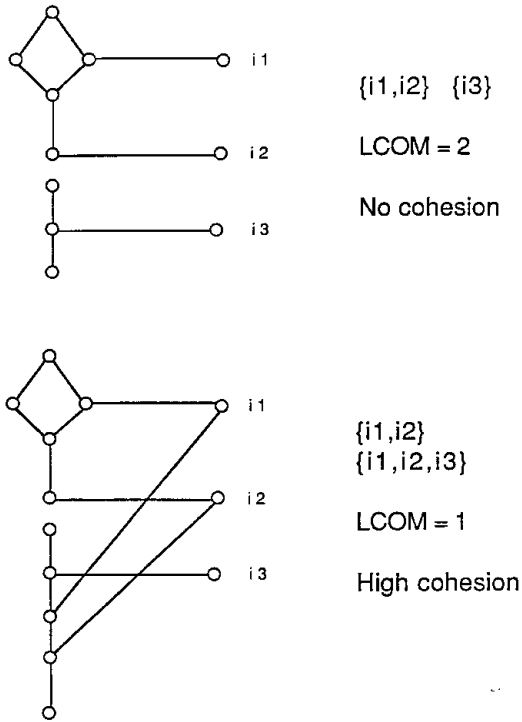 i1
{i1,i2} {i3}
LCOM = 2
i2
No cohesion
i3
i1
{i1,i2}
{i1,i2,i3}
i2
LCOM = 1
i3
High cohesion